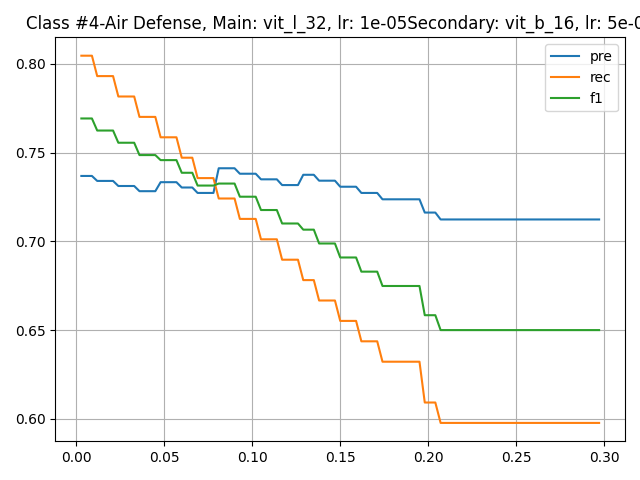 Class #4-Air Defense, Main: vit_l_32, lr: 1e-05Secondary: vit_b_16, lr: 5e-0
pre
rec
f1
0.80
0.75
0.70
0.65
0.60
0.00 0.05 0.10 0.15 0.20 0.25 0.30